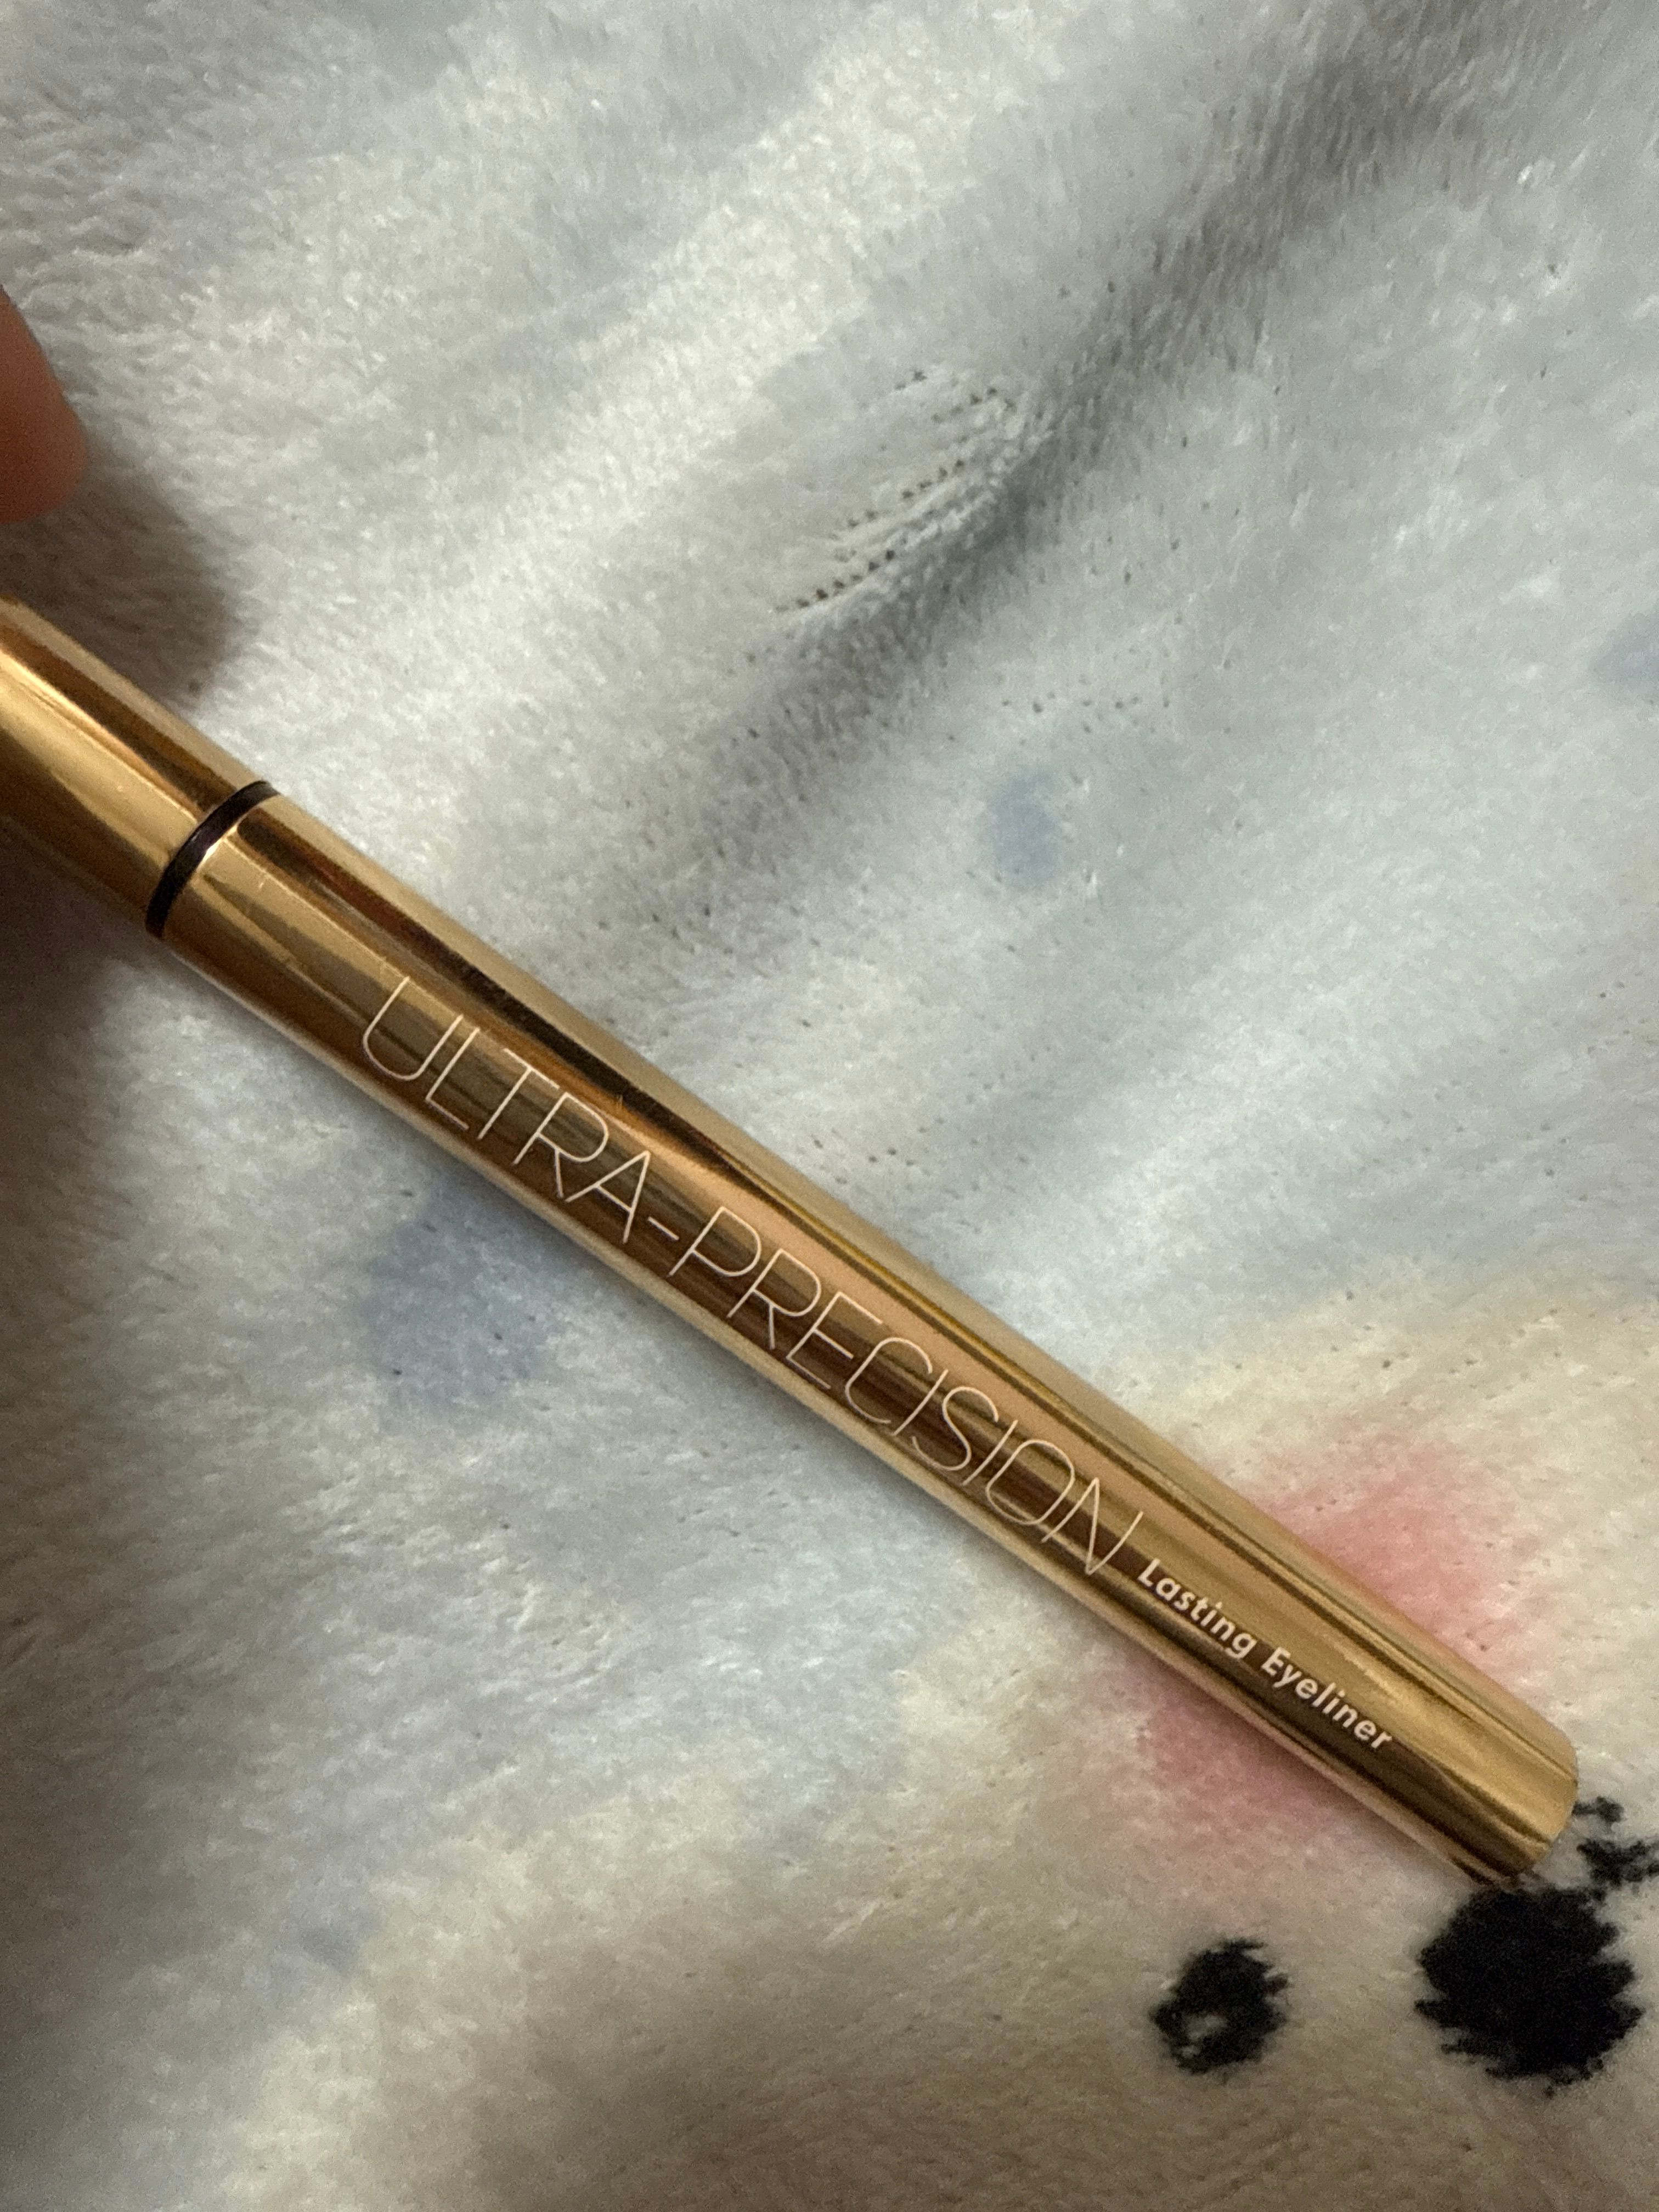 ULTRA-PRECISION Lasting Eyeliner